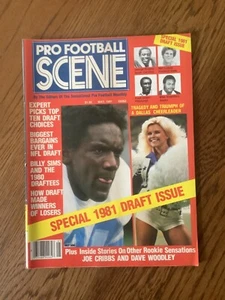 PRO FOOTBALL
SCENE
SPECIAL 1981
DRAFT ISSUE
EXPERT
PICKS TOP
TEN DRAFT
CHOICES
BIGGEST
BARGAINS
EVER IN
NFL DRAFT
BILLY SIMS
AND THE
1980
DRAFTEES
HOW DRAFT
MADE
WINNERS
OF LOSERS
TRAGEDY AND TRIUMPH OF
A DALLAS CHEERLEADER
SPECIAL 1981 DRAFT ISSUE
Plus Inside Stories On Other Rookie Sensations
JOE CRIBBS AND DAVE WOODLEY